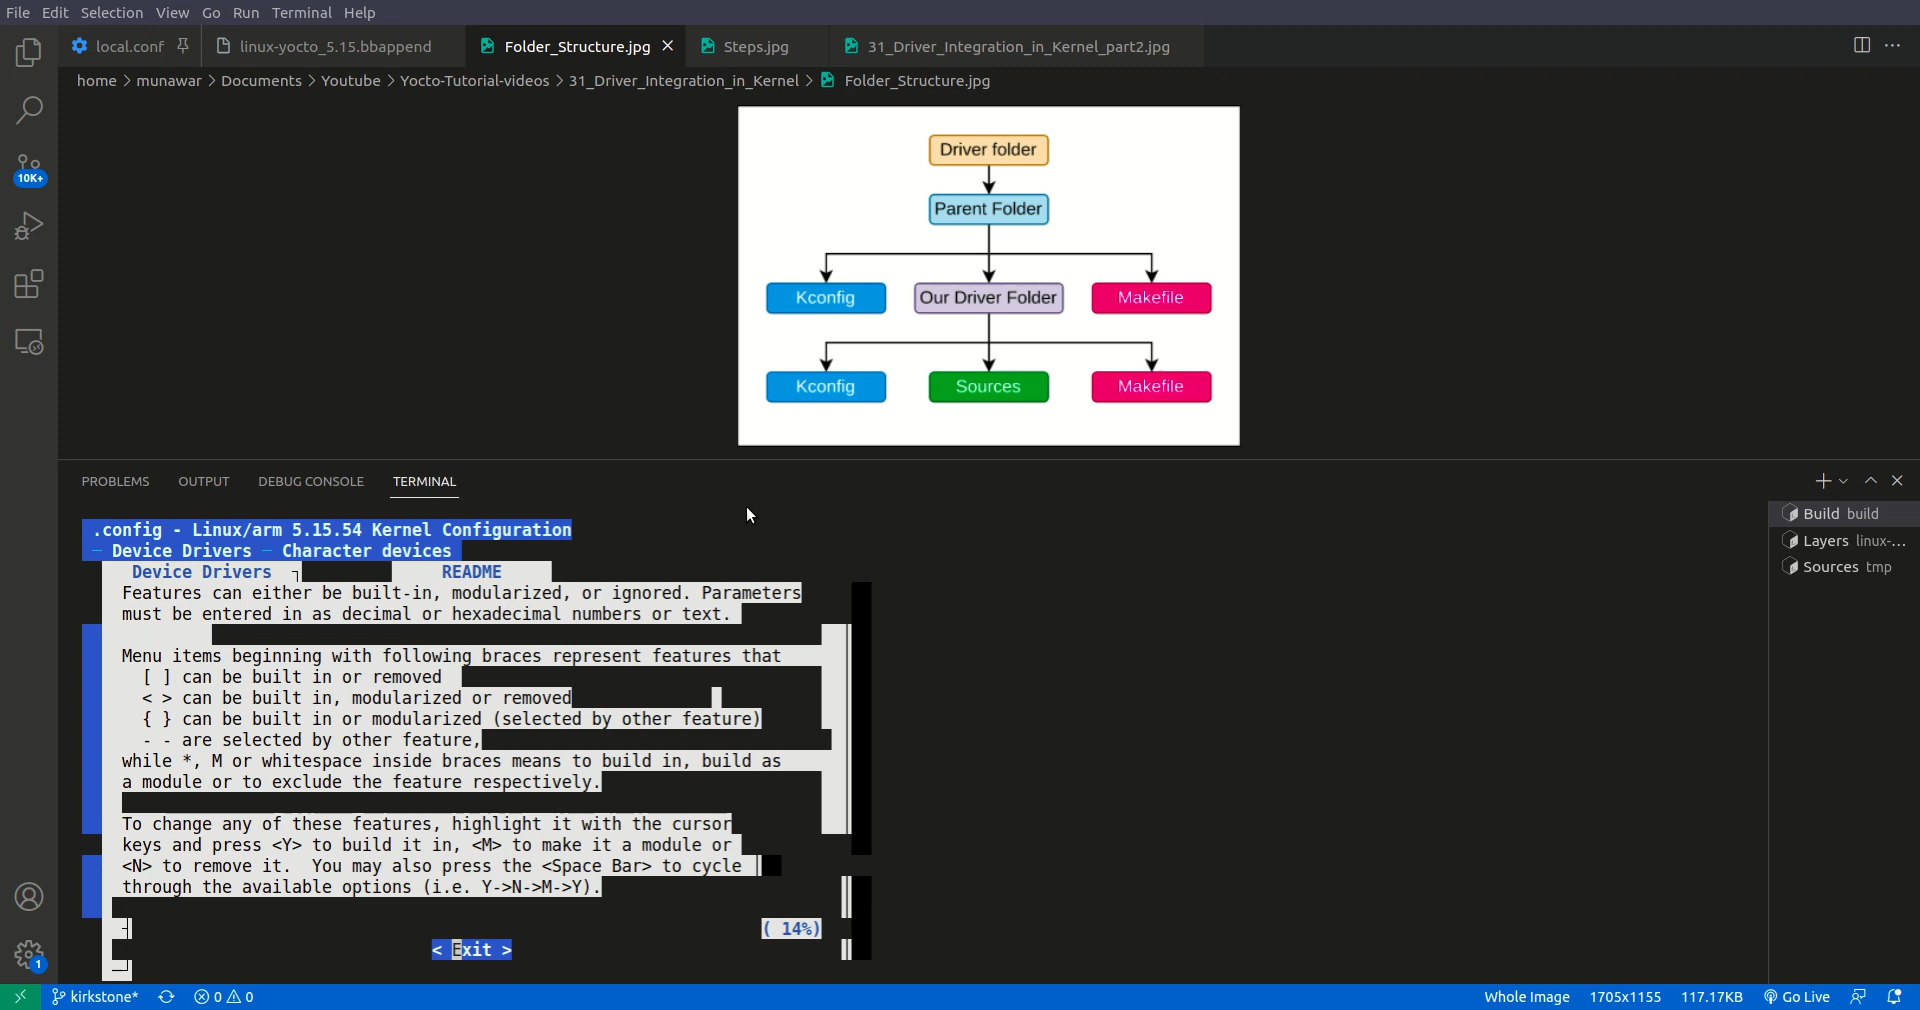 File Edit Selection View Go Run Terminal Help
local.conf linux-yocto_5.15.bbappend Folder_Structure.jpg Steps.jpg 31_Driver_Integration_in_Kernel_part2.jpg
home > munawar > Documents > Youtube > Yocto-Tutorial-videos > 31_Driver_Integration_in_Kernel > Folder_Structure.jpg
10K+
Driver folder
Parent Folder
Kconfig Our Driver Folder Makefile
Kconfig Sources Makefile
PROBLEMS OUTPUT DEBUG CONSOLE TERMINAL
.config - Linux/arm 5.15.54 Kernel Configuration
─ Device Drivers ─ Character devices
Device Drivers ┐ README
Features can either be built-in, modularized, or ignored. Parameters
must be entered in as decimal or hexadecimal numbers or text.
Menu items beginning with following braces represent features that
[ ] can be built in or removed
< > can be built in, modularized or removed
{ } can be built in or modularized (selected by other feature)
- - are selected by other feature,
while *, M or whitespace inside braces means to build in, build as
a module or to exclude the feature respectively.
To change any of these features, highlight it with the cursor
keys and press <Y> to build it in, <M> to make it a module or
<N> to remove it.  You may also press the <Space Bar> to cycle
through the available options (i.e. Y->N->M->Y).
( 14%)
< Exit >
Build build
Layers linux-...
Sources tmp
1
kirkstone* 0 0 Whole Image 1705x1155 117.17KB Go Live